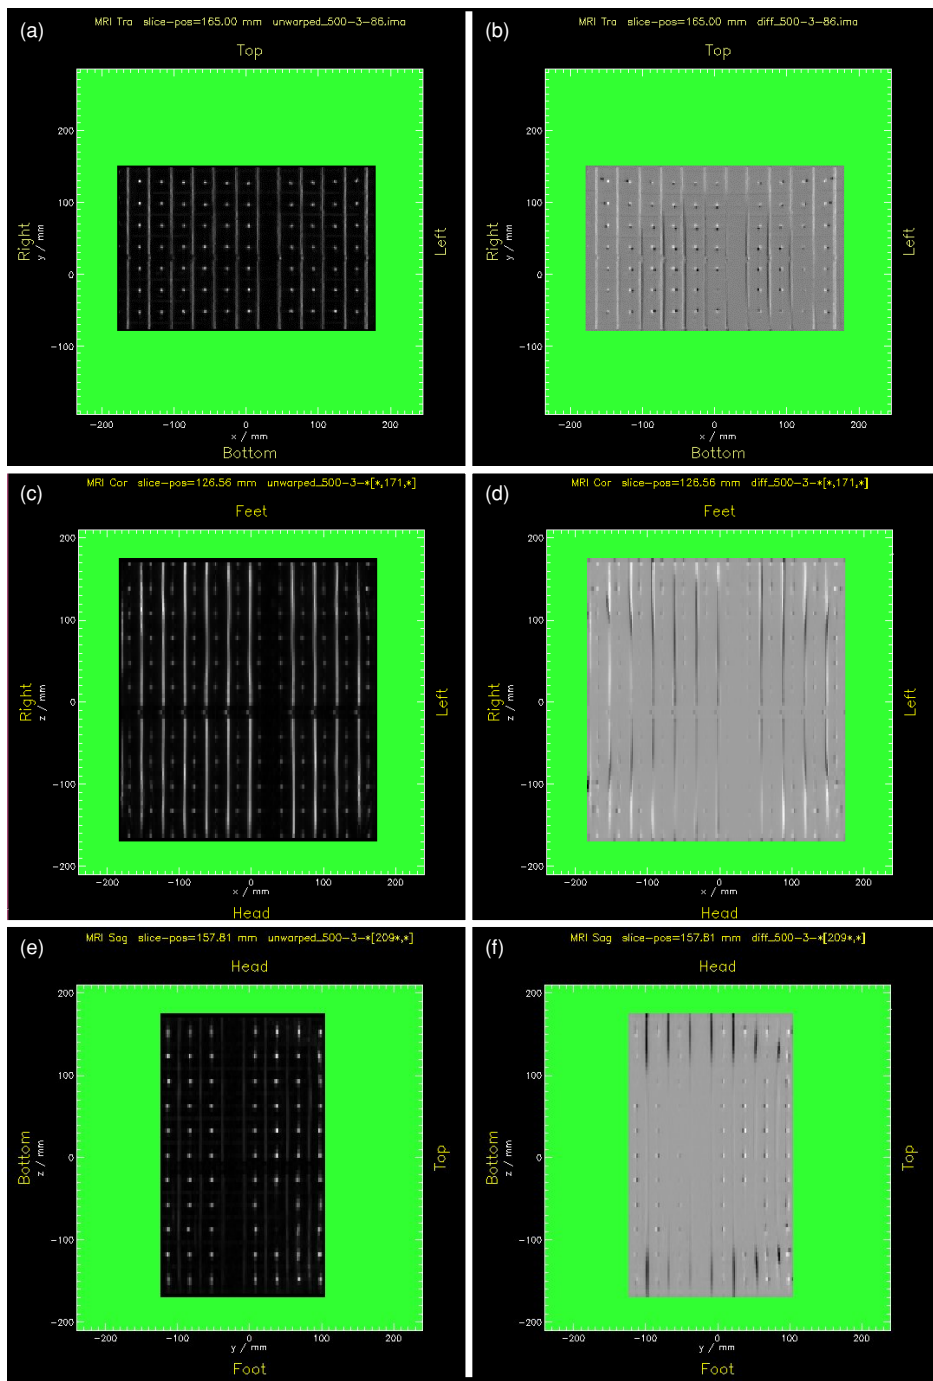 (a) MRI Tra slice-pos=165.00 mm unwarped_500-3-86.ima
Top
Right
y / mm
200
100
0
−100
−200 −100 0 100 200
x / mm
Left
Bottom
(b) MRI Tra slice-pos=165.00 mm diff_500-3-86.ima
Top
Right
y / mm
200
100
0
−100
−200 −100 0 100 200
x / mm
Left
Bottom
(c) MRI Cor slice-pos=126.56 mm unwarped_500-3-*[*,171,*]
Feet
Right
z / mm
200
100
0
−100
−200
−200 −100 0 100 200
x / mm
Left
Head
(d) MRI Cor slice-pos=126.56 mm diff_500-3-*[*,171,*]
Feet
Right
z / mm
200
100
0
−100
−200
−200 −100 0 100 200
x / mm
Left
Head
(e) MRI Sag slice-pos=157.81 mm unwarped_500-3-*[209*,*]
Head
Bottom
z / mm
200
100
0
−100
−200
−200 −100 0 100 200
y / mm
Top
Foot
(f) MRI Sag slice-pos=157.81 mm diff_500-3-*[209*,*]
Head
Bottom
z / mm
200
100
0
−100
−200
−200 −100 0 100 200
y / mm
Top
Foot